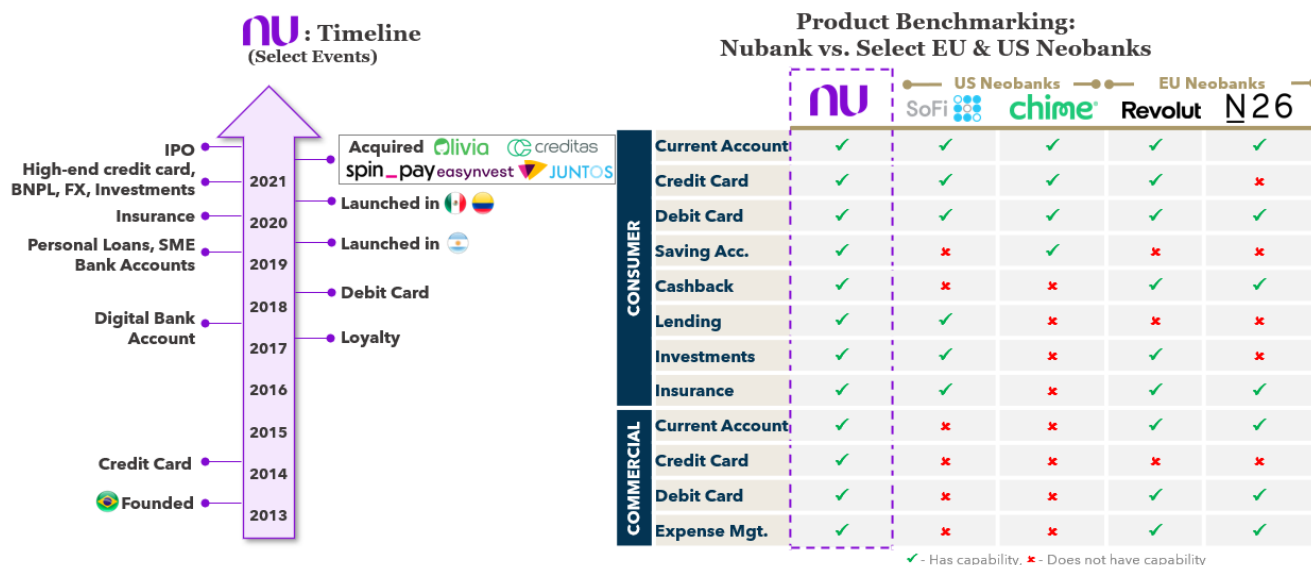 nu : Timeline
(Select Events)
IPO
High-end credit card,
BNPL, FX, Investments
Insurance
Personal Loans, SME
Bank Accounts
Digital Bank
Account
Credit Card
Founded
2021
2020
2019
2018
2017
2016
2015
2014
2013
Acquired Olivia creditas
spin_pay easynvest JUNTOS
Launched in
Launched in
Debit Card
Loyalty
Product Benchmarking:
Nubank vs. Select EU & US Neobanks
US Neobanks EU Neobanks
nu SoFi chime® Revolut N26
CONSUMER
Current Account ✓ ✓ ✓ ✓ ✓
Credit Card ✓ ✓ ✓ ✓ ✗
Debit Card ✓ ✓ ✓ ✓ ✓
Saving Acc. ✓ ✗ ✓ ✗ ✗
Cashback ✓ ✗ ✗ ✓ ✓
Lending ✓ ✓ ✗ ✗ ✗
Investments ✓ ✓ ✗ ✓ ✗
Insurance ✓ ✓ ✗ ✓ ✓
COMMERCIAL
Current Account ✓ ✗ ✗ ✓ ✓
Credit Card ✓ ✗ ✗ ✗ ✗
Debit Card ✓ ✗ ✗ ✓ ✓
Expense Mgt. ✓ ✗ ✗ ✓ ✓
✓ - Has capability, ✗ - Does not have capability